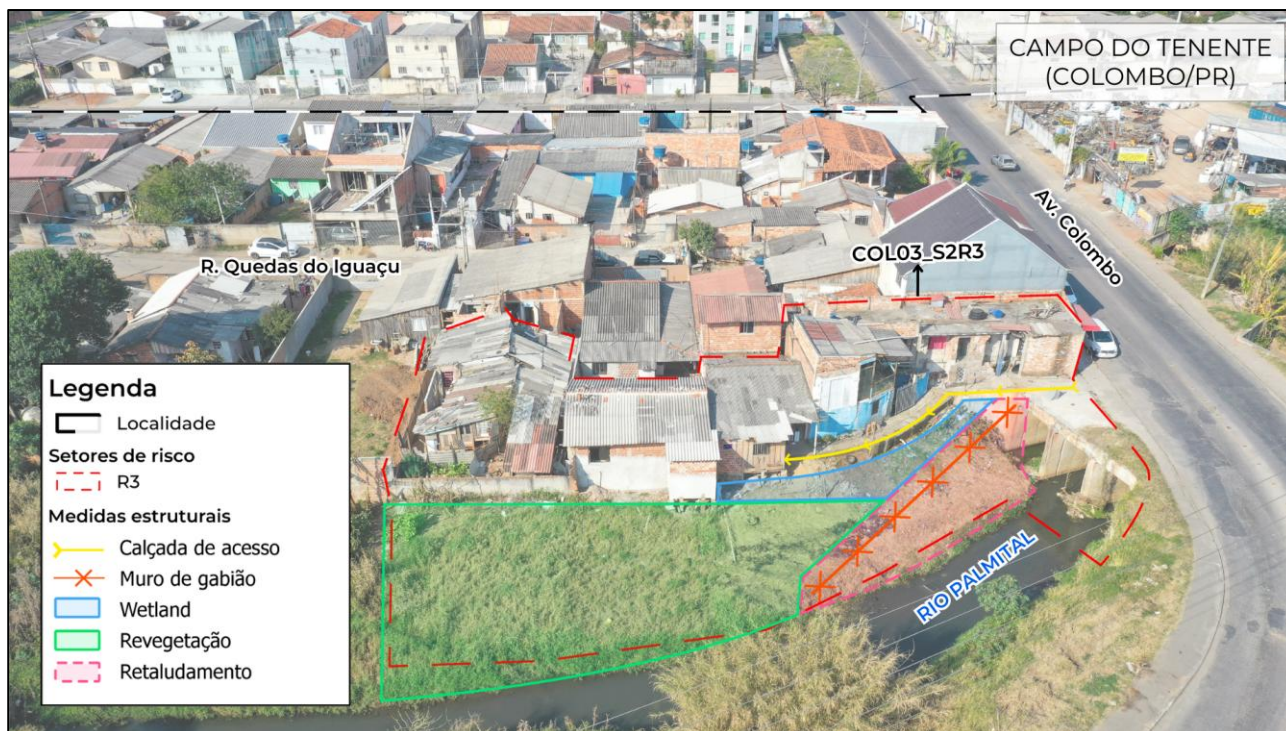 CAMPO DO TENENTE
(COLOMBO/PR)
Av. Colombo
COL03_S2R3
R. Quedas do Iguaçu
RIO PALMITAL
Legenda
Localidade
Setores de risco
R3
Medidas estruturais
Calçada de acesso
Muro de gabião
Wetland
Revegetação
Retaludamento